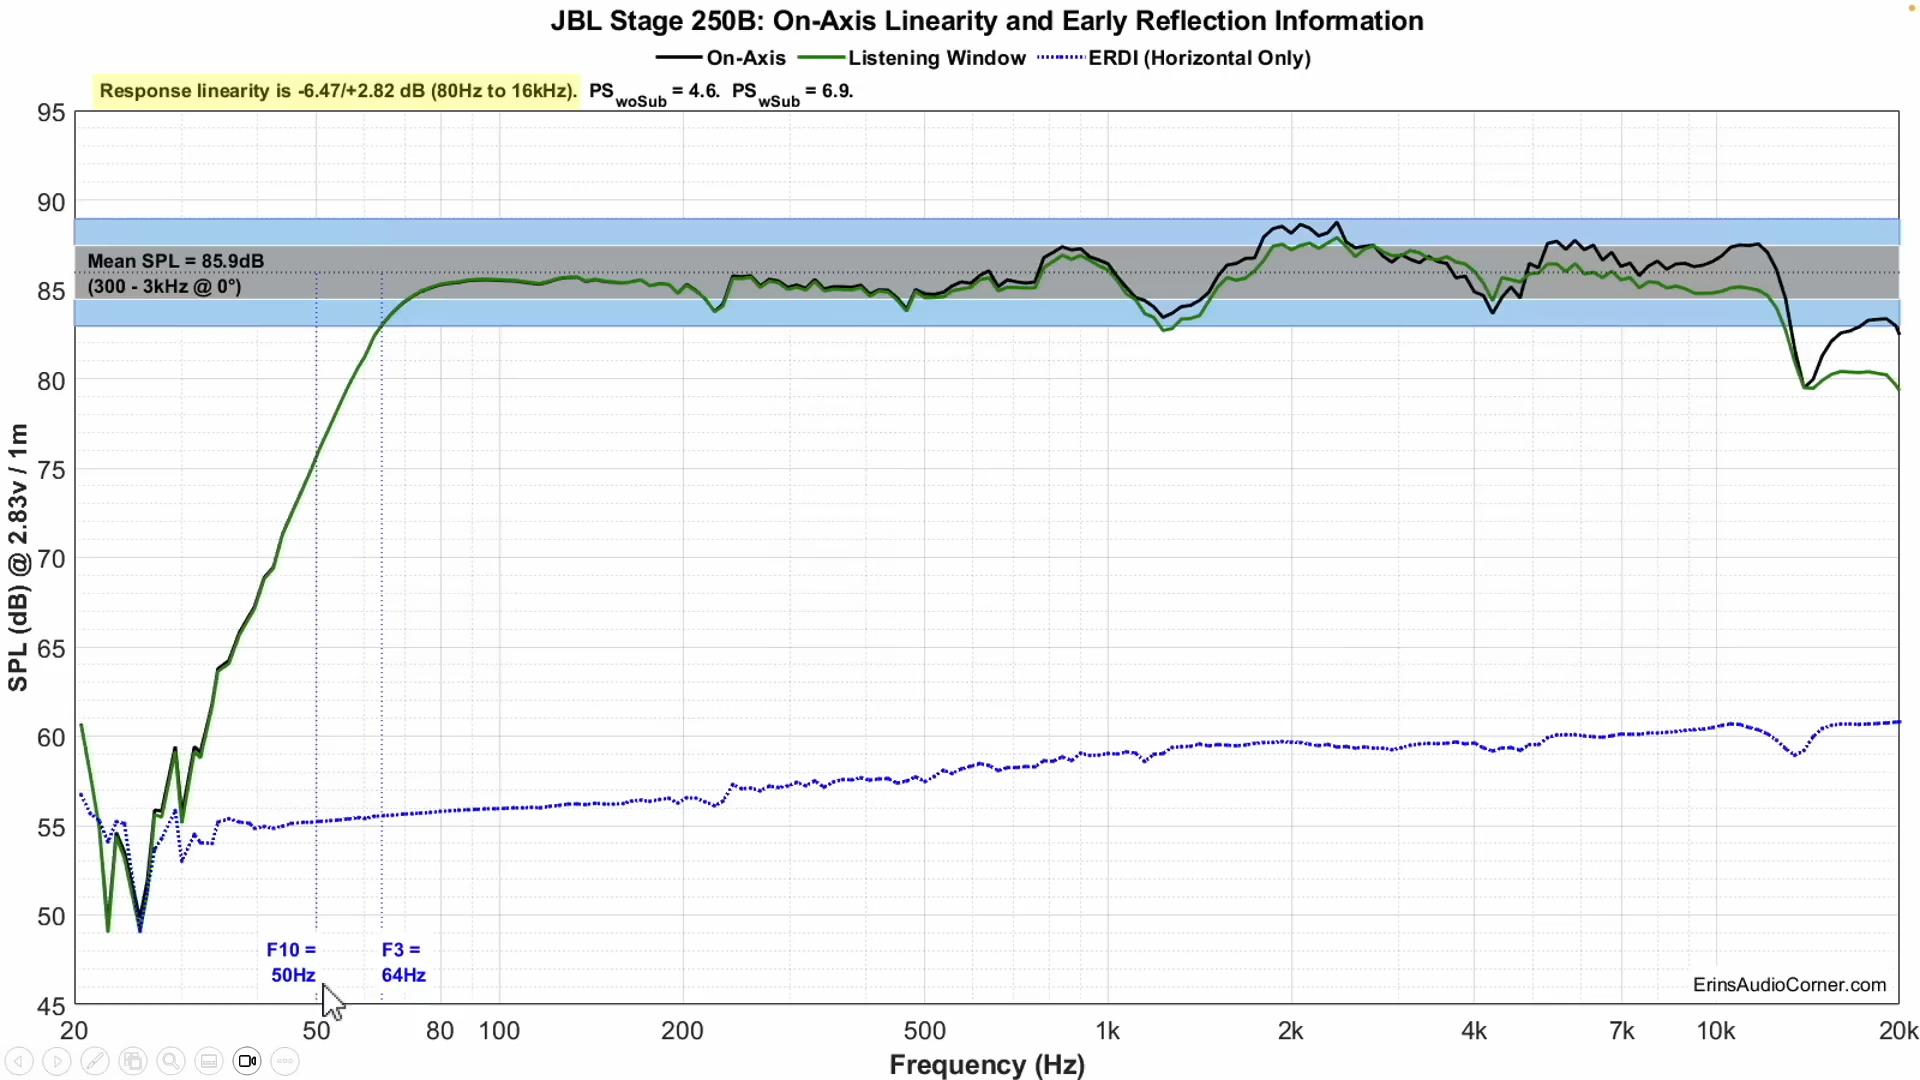 JBL Stage 250B: On-Axis Linearity and Early Reflection Information
On-Axis Listening Window ERDI (Horizontal Only)
Response linearity is -6.47/+2.82 dB (80Hz to 16kHz). PSwoSub = 4.6. PSwSub = 6.9.
95
90
Mean SPL = 85.9dB
(300 - 3kHz @ 0°)
85
80
75
70
65
60
55
50
45
SPL (dB) @ 2.83v / 1m
F10 =
50Hz
F3 =
64Hz
ErinsAudioCorner.com
20 50 80 100 200 500 1k 2k 4k 7k 10k 20k
Frequency (Hz)